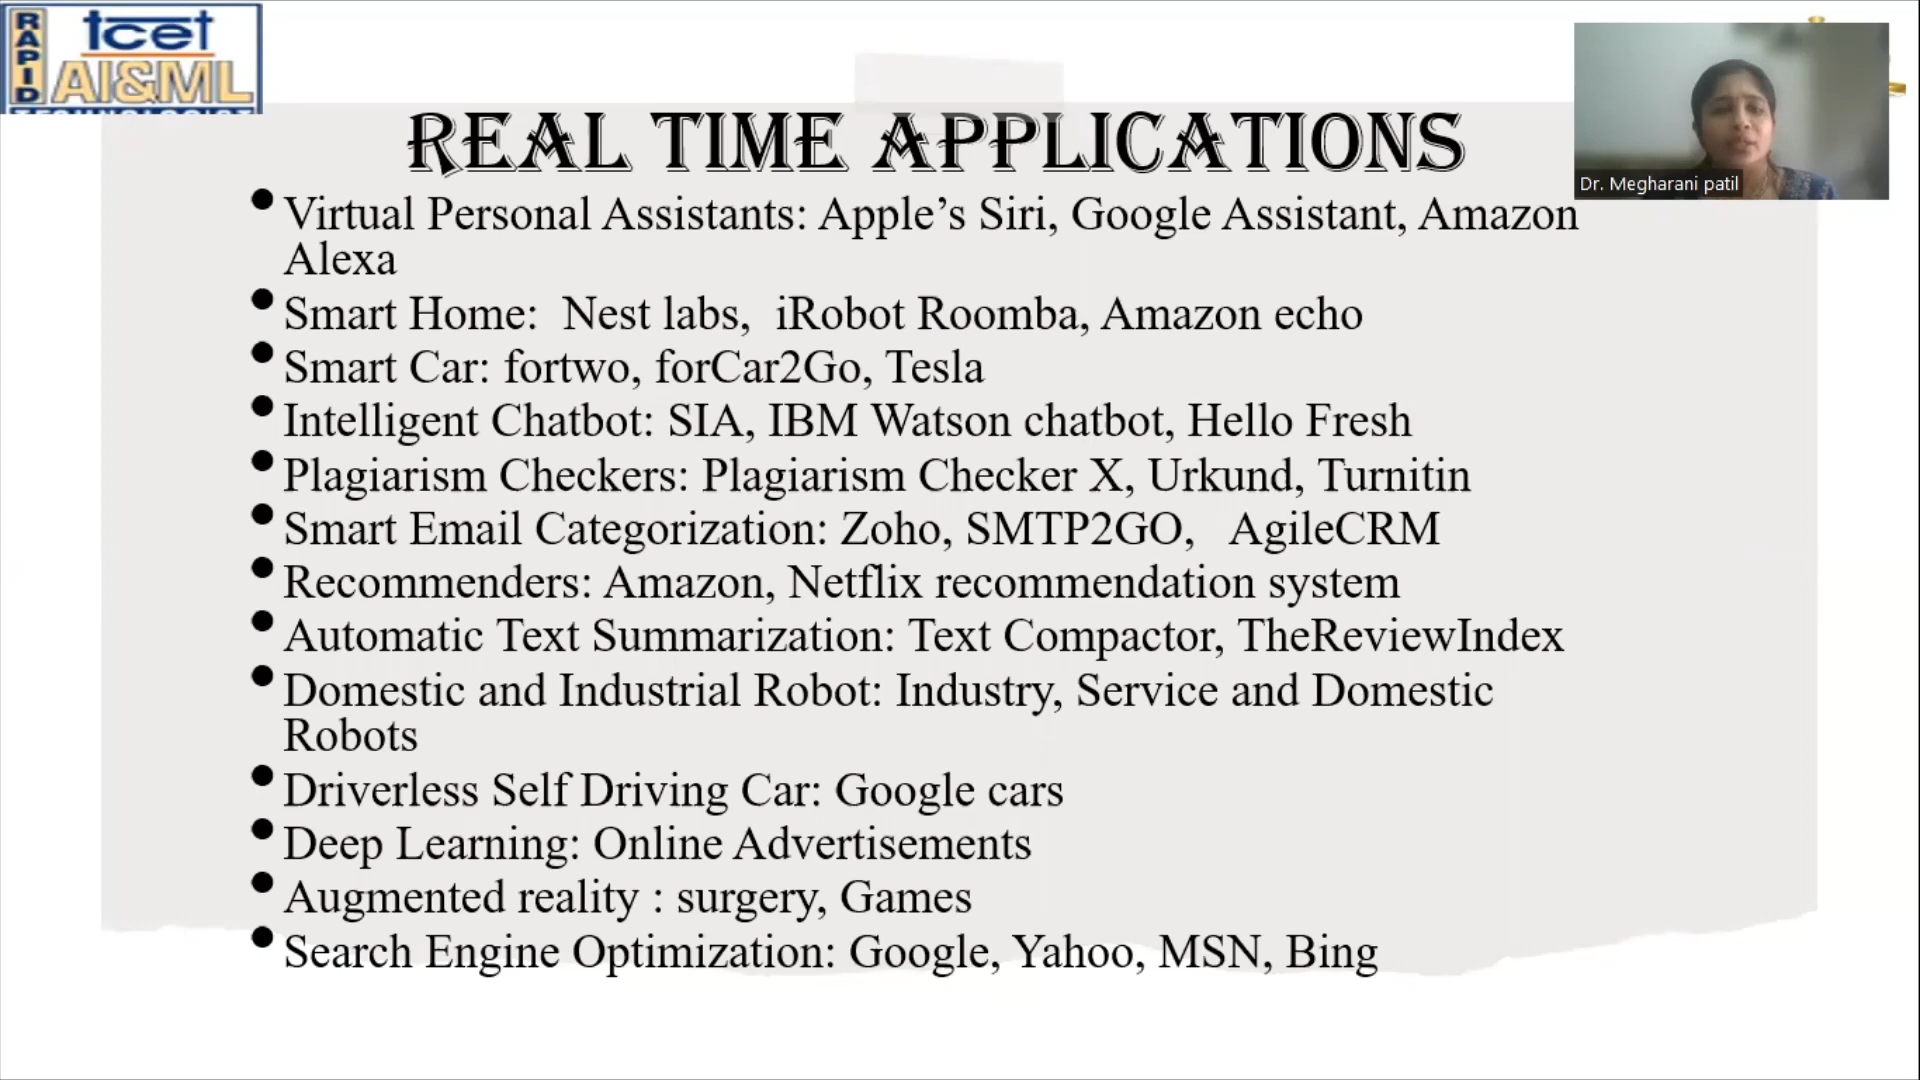 RAPID
tcet
AI&ML
TECHNOLOGIST
REAL TIME APPLICATIONS
Dr. Megharani patil
• Virtual Personal Assistants: Apple’s Siri, Google Assistant, Amazon
Alexa
• Smart Home:  Nest labs,  iRobot Roomba, Amazon echo
• Smart Car: fortwo, forCar2Go, Tesla
• Intelligent Chatbot: SIA, IBM Watson chatbot, Hello Fresh
• Plagiarism Checkers: Plagiarism Checker X, Urkund, Turnitin
• Smart Email Categorization: Zoho, SMTP2GO,   AgileCRM
• Recommenders: Amazon, Netflix recommendation system
• Automatic Text Summarization: Text Compactor, TheReviewIndex
• Domestic and Industrial Robot: Industry, Service and Domestic
Robots
• Driverless Self Driving Car: Google cars
• Deep Learning: Online Advertisements
• Augmented reality : surgery, Games
• Search Engine Optimization: Google, Yahoo, MSN, Bing